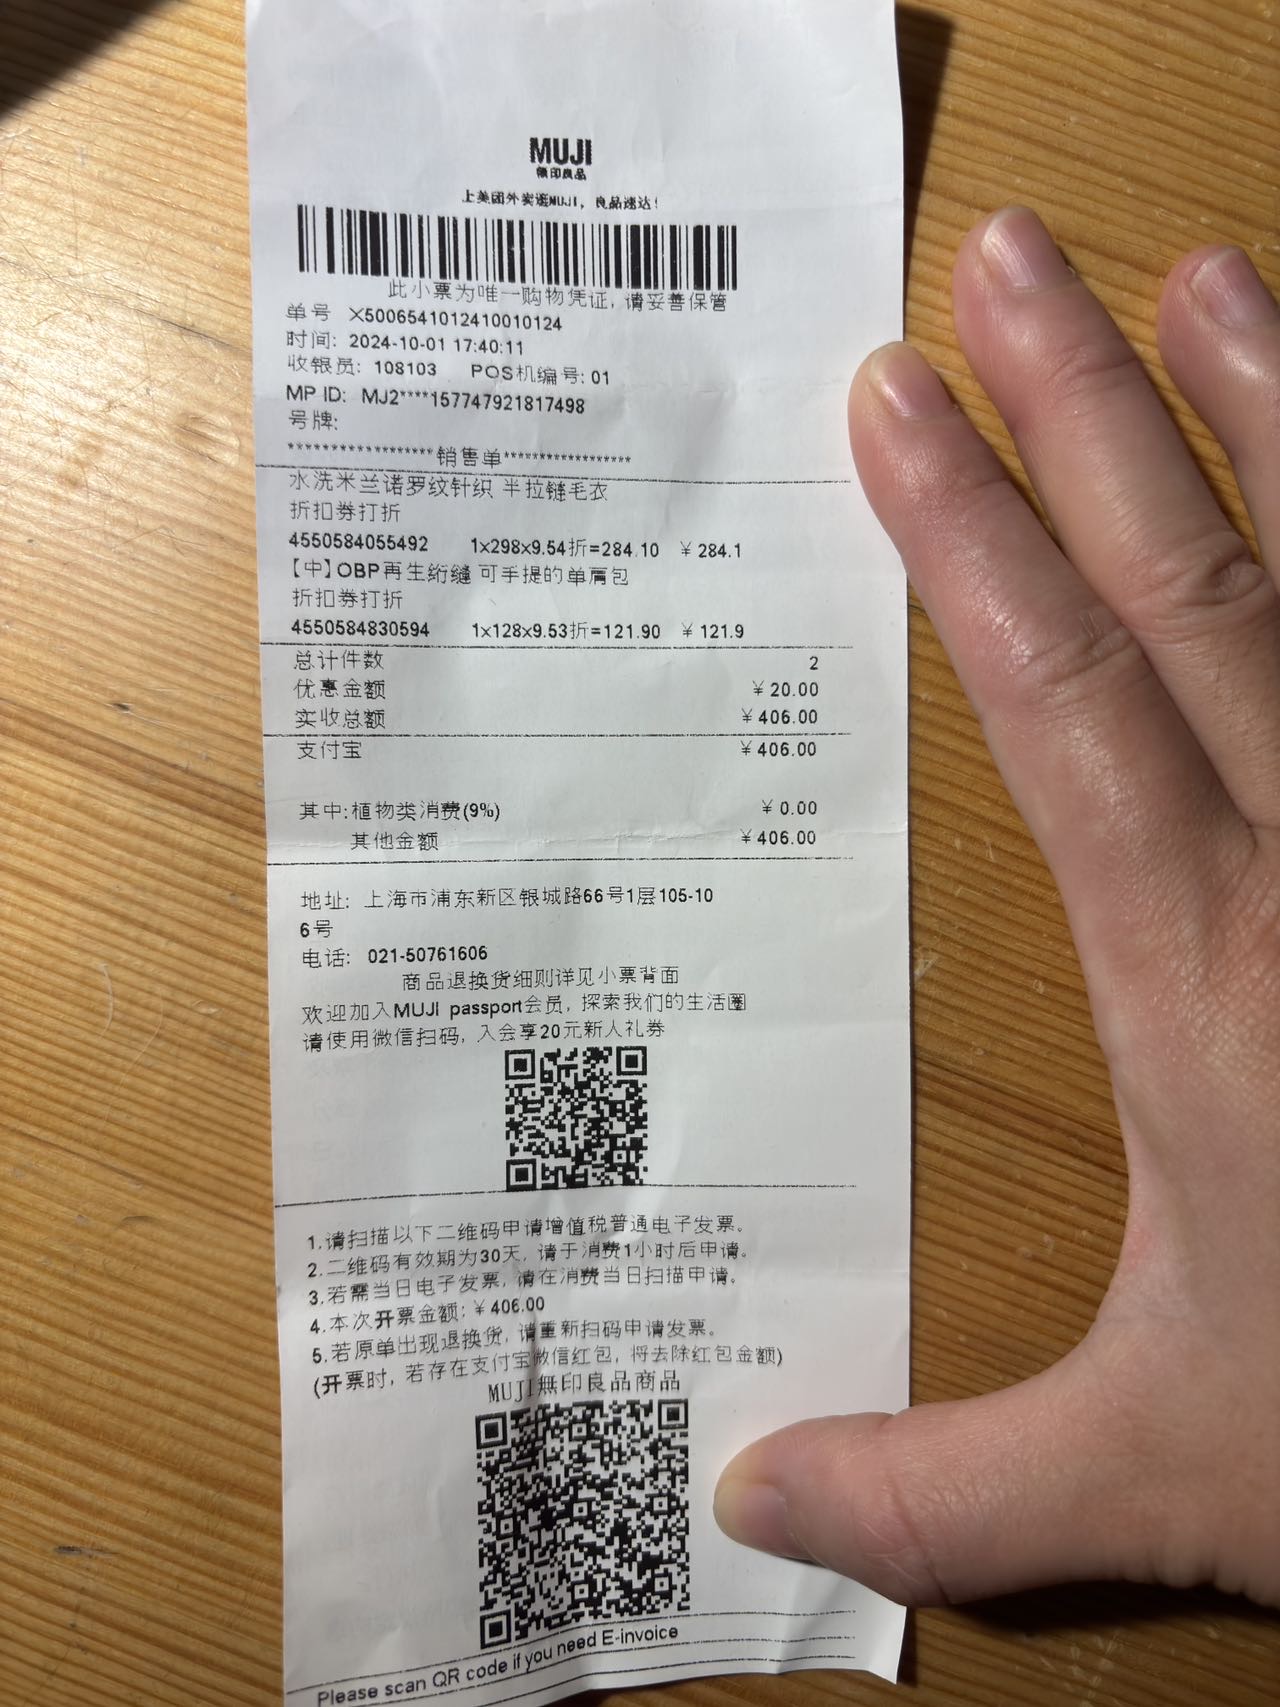 MUJI
無印良品
上美团外卖逛MUJI，良品速达！
此小票为唯一购物凭证，请妥善保管
单号 X5006541012410010124
时间: 2024-10-01 17:40:11
收银员: 108103 POS机编号: 01
MP ID: MJ2****157747921817498
号牌:
******************销售单****************
水洗米兰诺罗纹针织 半拉链毛衣
折扣券打折
4550584055492 1x298x9.54折=284.10 ￥284.1
【中】OBP再生绗缝 可手提的单肩包
折扣券打折
4550584830594 1x128x9.53折=121.90 ￥121.9
总计件数 2
优惠金额 ￥20.00
实收总额 ￥406.00
支付宝 ￥406.00
其中:植物类消费(9%) ￥0.00
其他金额 ￥406.00
地址: 上海市浦东新区银城路66号1层105-10
6号
电话: 021-50761606
商品退换货细则详见小票背面
欢迎加入MUJI passport会员, 探索我们的生活圈
请使用微信扫码, 入会享20元新人礼券
1.请扫描以下二维码申请增值税普通电子发票。
2.二维码有效期为30天, 请于消费1小时后申请。
3.若需当日电子发票, 请在消费当日扫描申请。
4.本次开票金额:￥406.00
5.若原单出现退换货, 请重新扫码申请发票。
(开票时, 若存在支付宝微信红包, 将去除红包金额)
MUJI無印良品商品
Please scan QR code if you need E-invoice